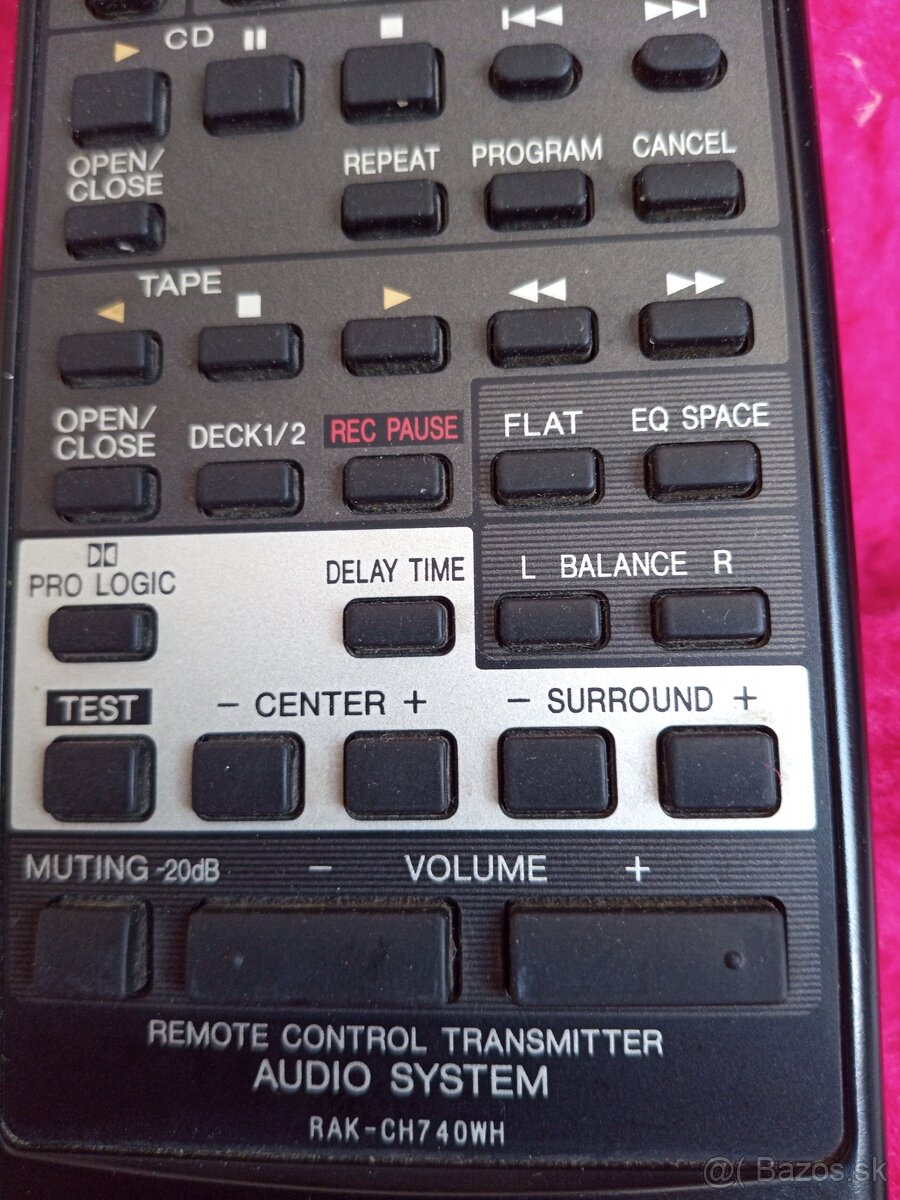 CD
OPEN/
CLOSE
REPEAT
PROGRAM
CANCEL
TAPE
OPEN/
CLOSE
DECK1/2
REC PAUSE
FLAT
EQ SPACE
PRO LOGIC
DELAY TIME
L BALANCE R
TEST
- CENTER +
- SURROUND +
MUTING -20dB
- VOLUME +
REMOTE CONTROL TRANSMITTER
AUDIO SYSTEM
RAK-CH740WH
@( Bazos.sk